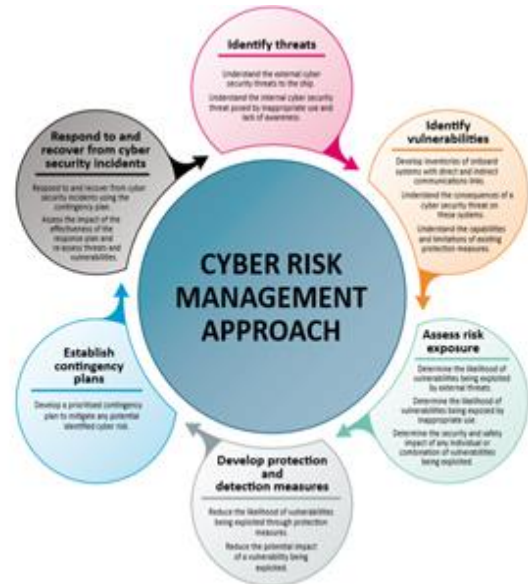 Identify threats
Understand the external cyber
security threats to the ship.
Understand the internal cyber security
threat posed by inappropriate use and
lack of awareness.
Identify
vulnerabilities
Develop inventories of onboard
systems with direct and indirect
communications links.
Understand the consequences of a
cyber security threat on these
systems.
Understand the capabilities
and limitations of existing
protection measures.
Assess risk
exposure
Determine the likelihood of
vulnerabilities being exploited by
external threats.
Determine the likelihood of
vulnerabilities being exposed by
inappropriate use.
Determine the security and safety
impact of any individual or
combination of vulnerabilities
being exploited.
Develop protection
and
detection measures
Reduce the likelihood of vulnerabilities
being exploited through protection
measures.
Reduce the potential impact
of a vulnerability being
exploited.
Establish
contingency
plans
Develop a prioritised contingency
plan to mitigate any potential
identified cyber risk.
Respond to and
recover from cyber
security incidents
Respond to and recover from cyber
security incidents using the
contingency plan.
Assess the impact of the
effectiveness of the
response plan and
re-assess threats and
vulnerabilities.
CYBER RISK
MANAGEMENT
APPROACH